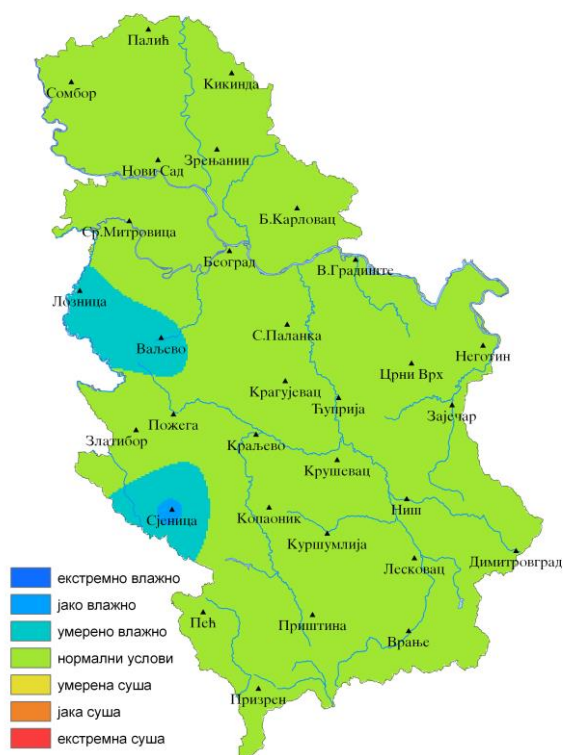 Палић
Кикинда
Сомбор
Зрењанин
Нови Сад
Б.Карловац
Ср.Митровица
Београд
В.Градиште
Лозница
С.Паланка
Ваљево
Неготин
Црни Врх
Крагујевац
Ћуприја
Зајечар
Пожега
Златибор
Краљево
Крушевац
Ниш
Сјеница
Копаоник
Куршумлија
Димитровград
Лесковац
Пећ
Приштина
Врање
Призрен
екстремно влажно
јако влажно
умерено влажно
нормални услови
умерена суша
јака суша
екстремна суша